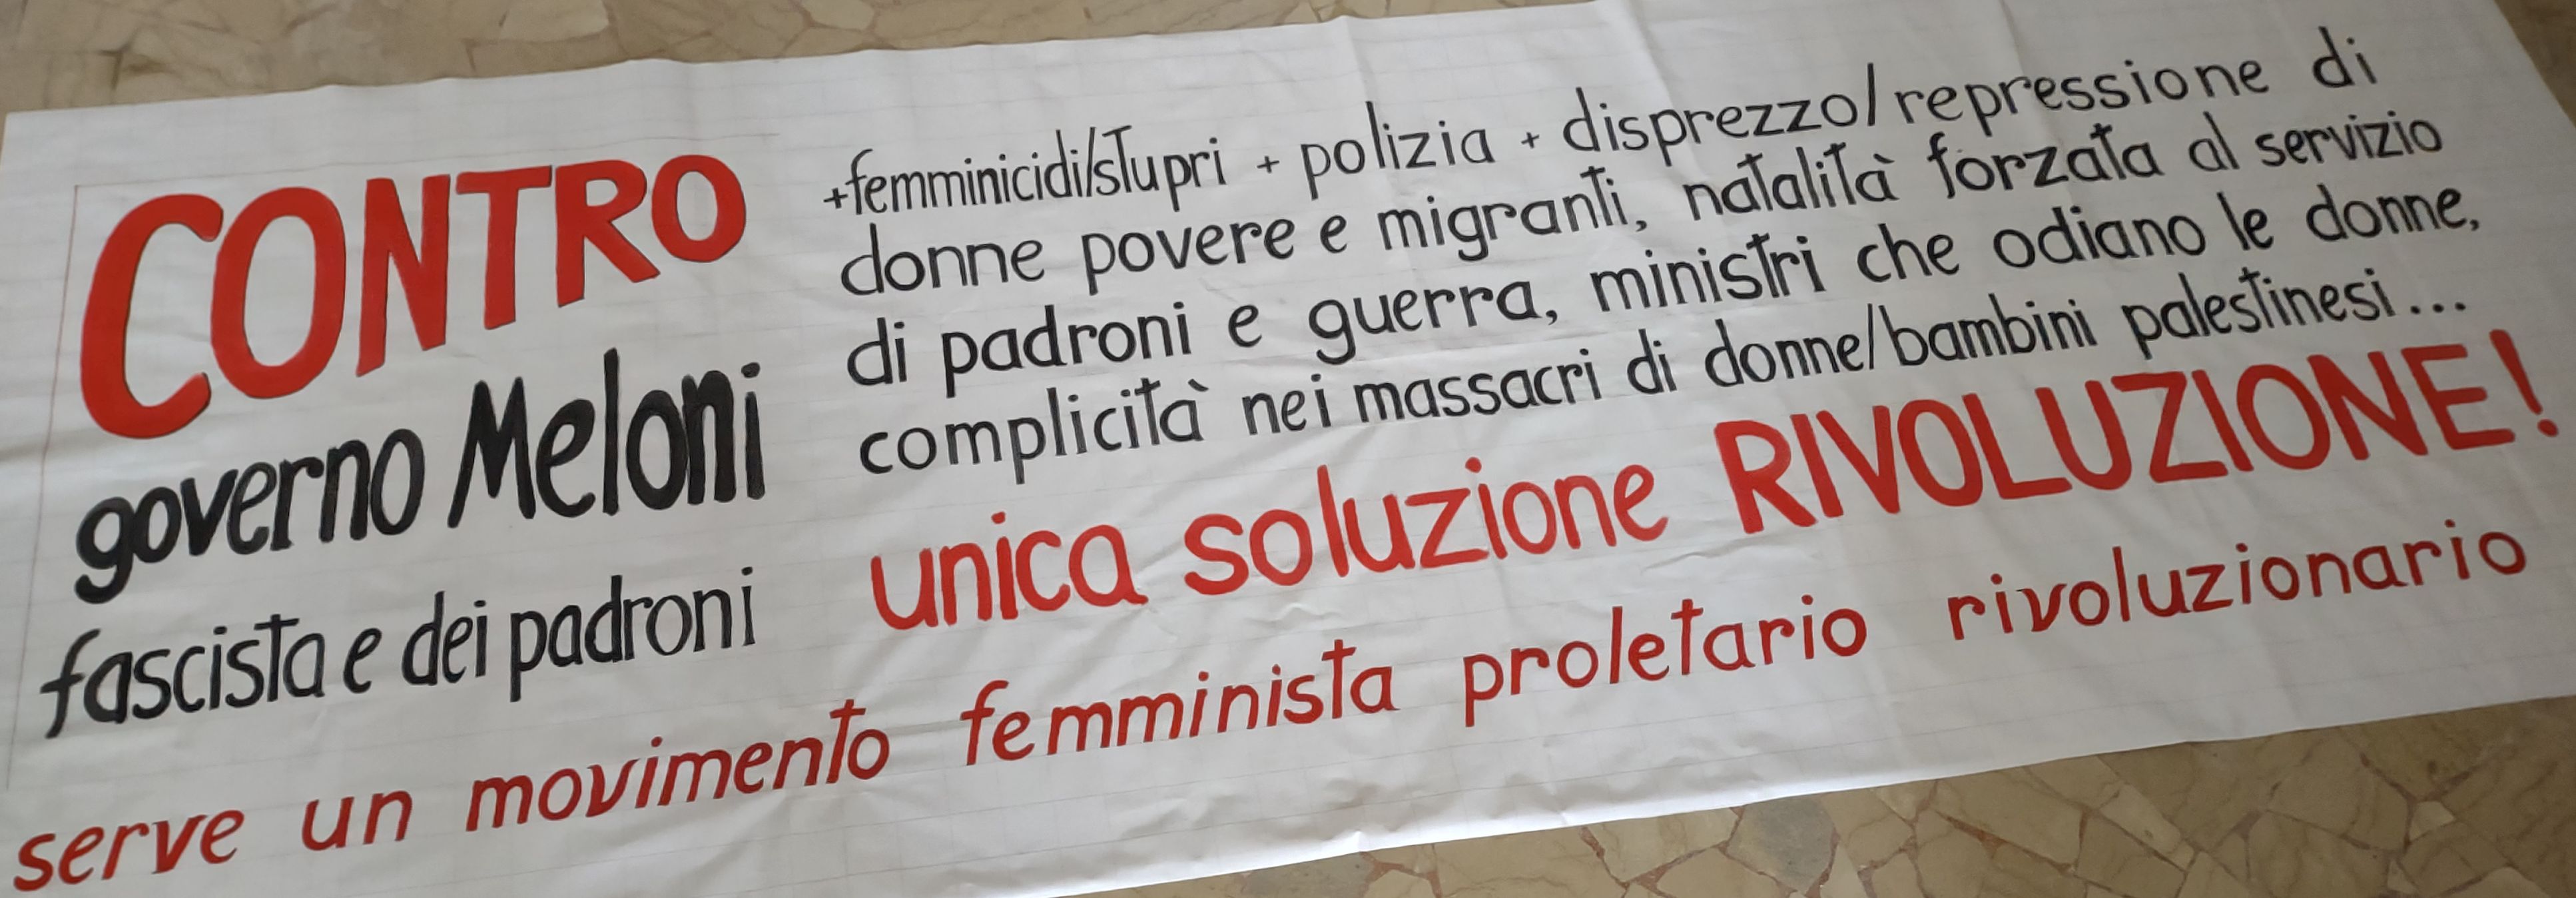 CONTRO
governo Meloni
fascista e dei padroni
+femminicidi/stupri + polizia + disprezzo/repressione di
donne povere e migranti, natalità forzata al servizio
di padroni e guerra, ministri che odiano le donne,
complicità nei massacri di donne/bambini palestinesi...
unica soluzione RIVOLUZIONE!
serve un movimento femminista proletario rivoluzionario